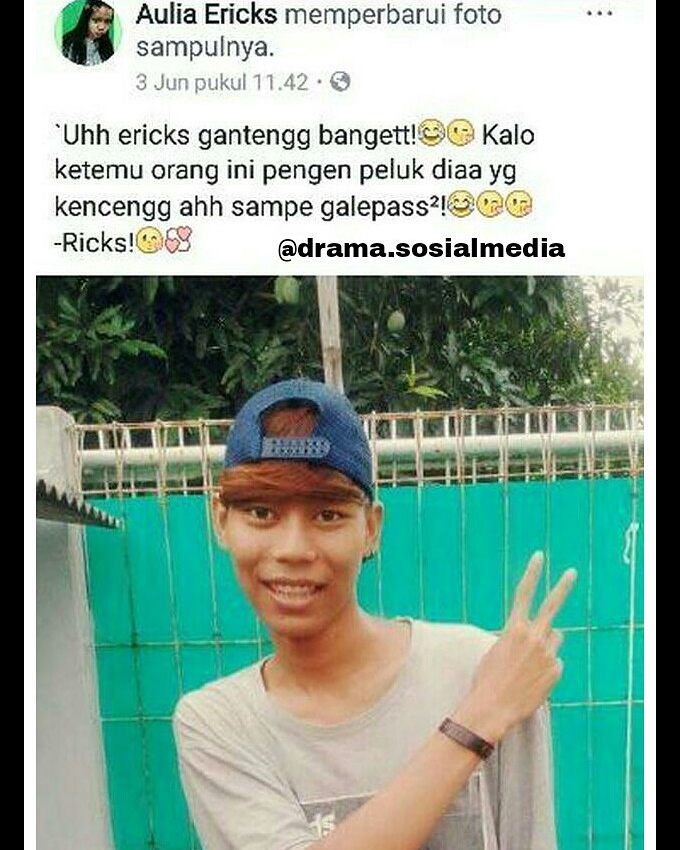 Aulia Ericks memperbarui foto
sampulnya.
3 Jun pukul 11.42 ·
`Uhh ericks gantengg bangett!😂😘 Kalo
ketemu orang ini pengen peluk diaa yg
kencengg ahh sampe galepass²!😂😘😘
-Ricks!😘💞
@drama.sosialmedia